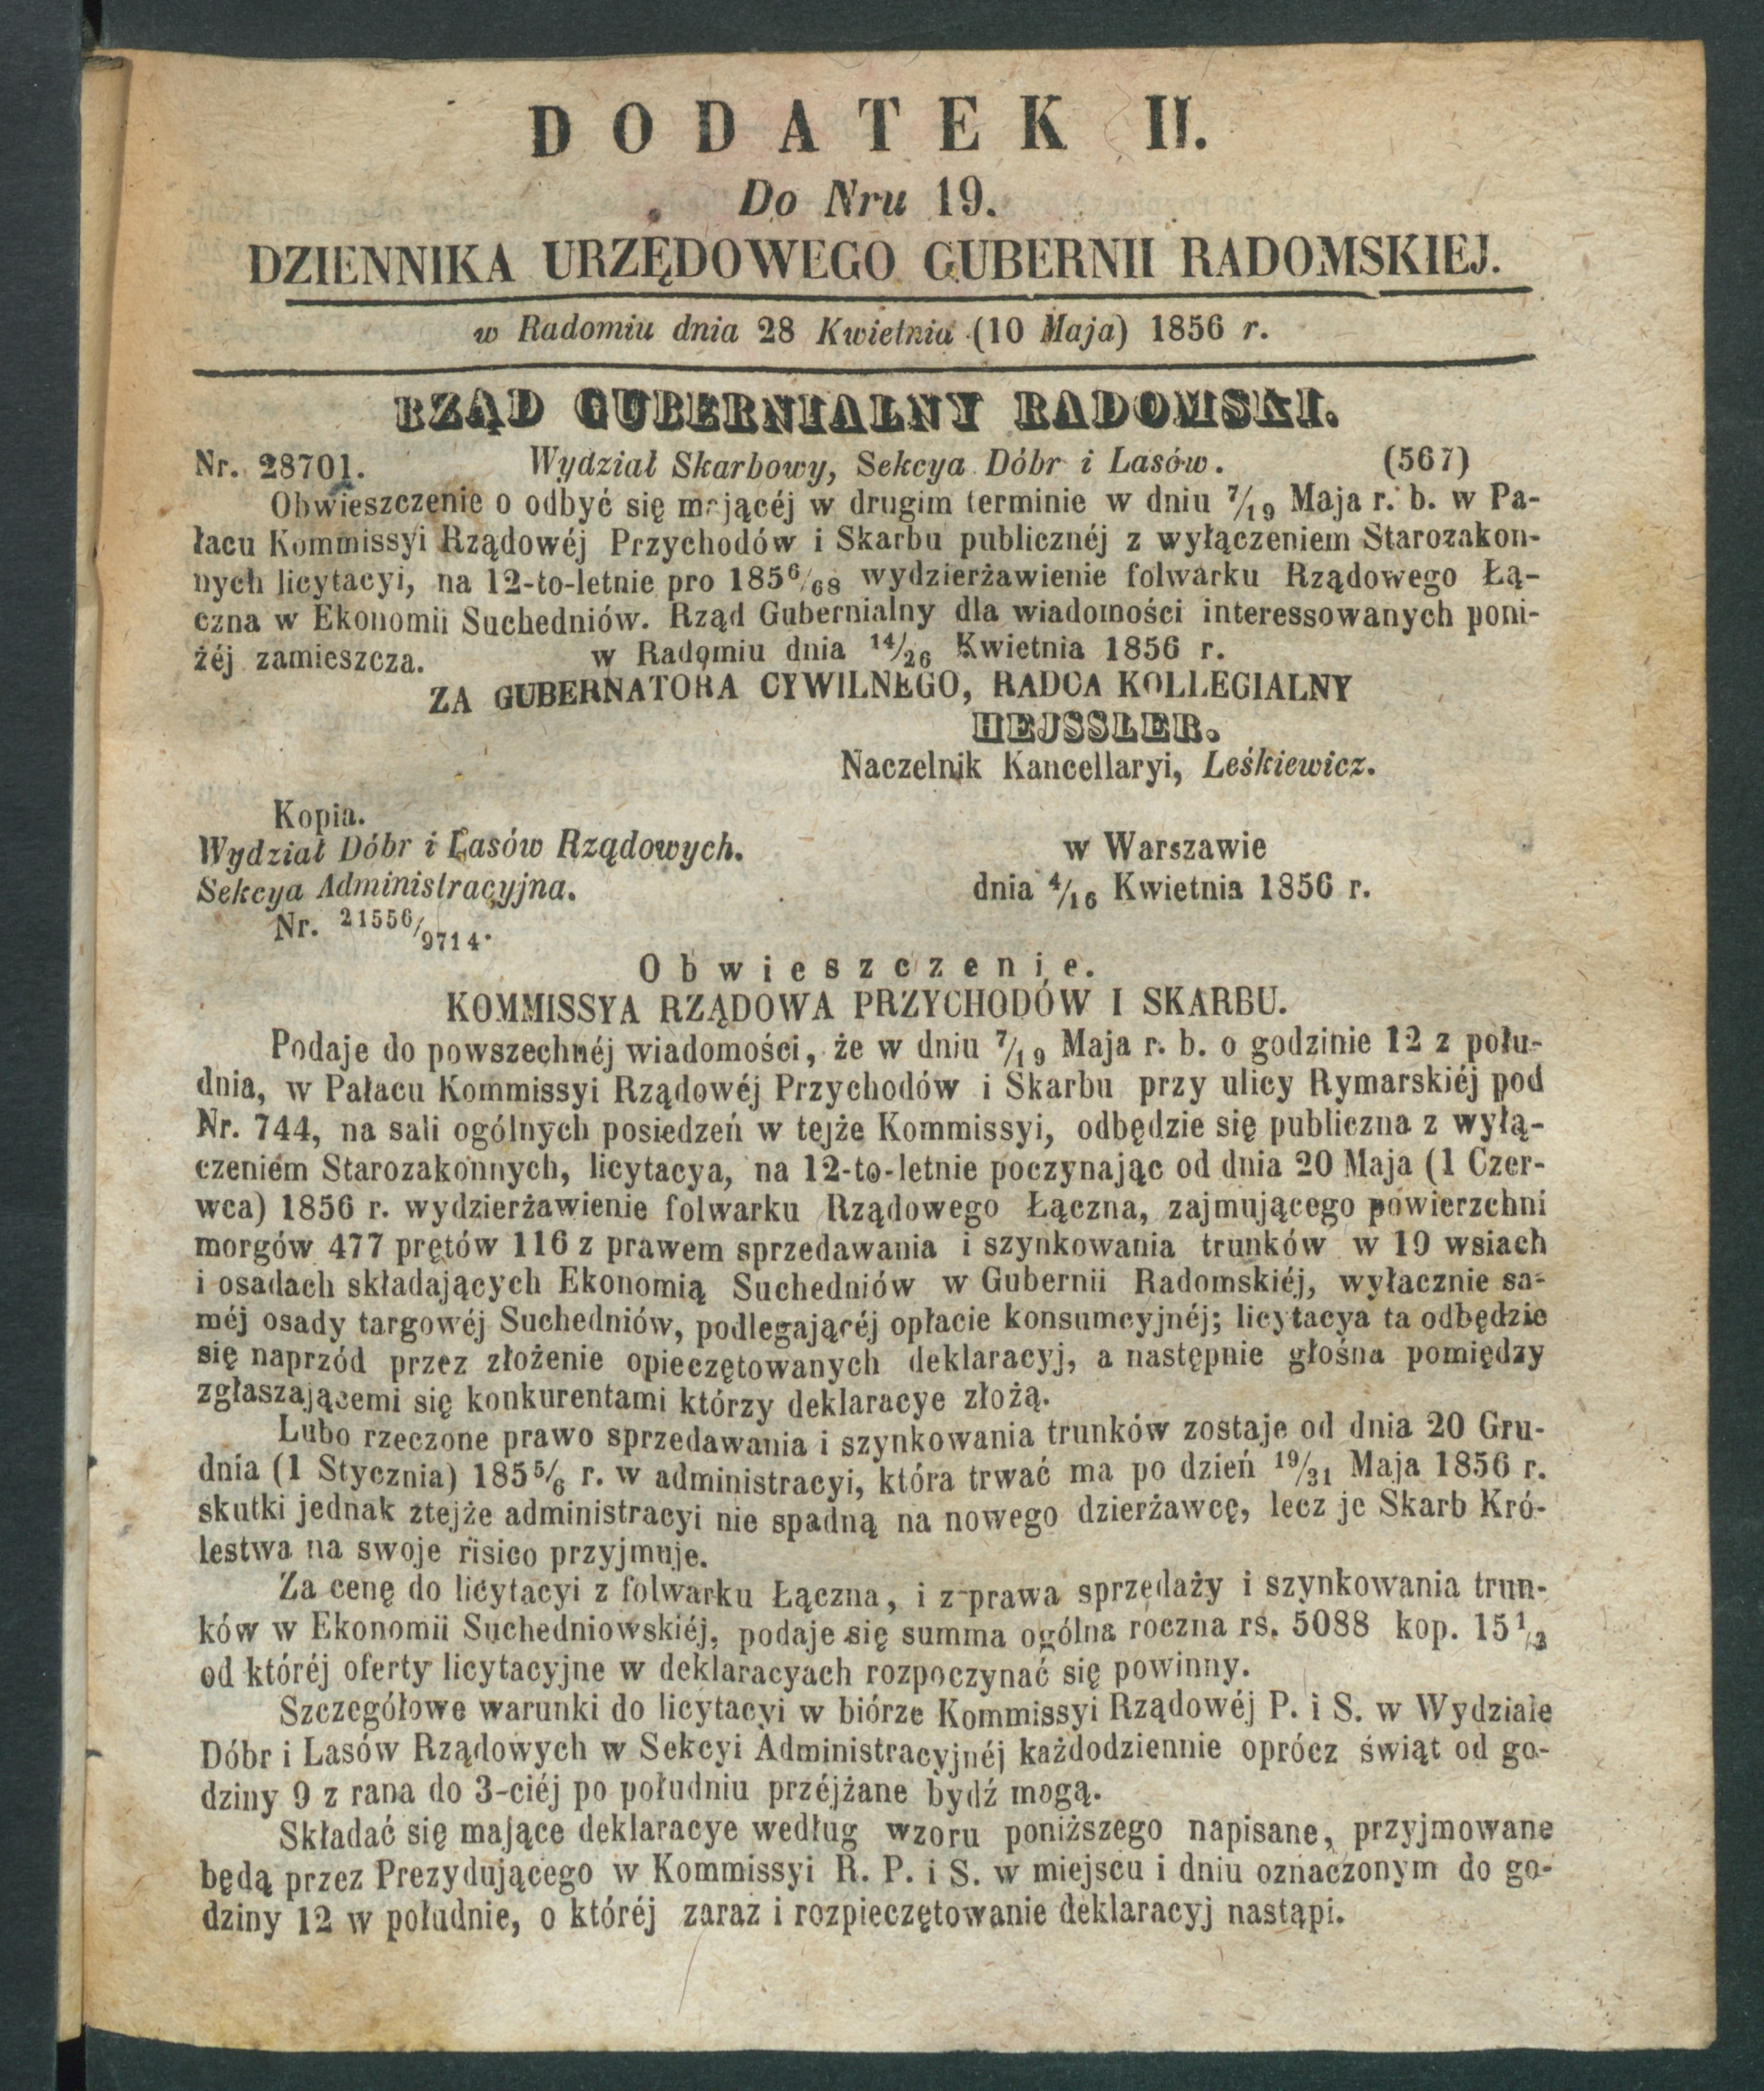 DODATEK II.
Do Nru 19.
DZIENNIKA URZĘDOWEGO GUBERNII RADOMSKIEJ.
w Radomiu dnia 28 Kwietnia (10 Maja) 1856 r.
RZĄD GUBERNIALNY RADOMSKI.
Nr. 28701. Wydział Skarbowy, Sekcya Dóbr i Lasów. (567)
Obwieszczenie o odbyć się mającéj w drugim terminie w dniu 7/19 Maja r. b. w Pa-
łacu Kommissyi Rządowéj Przychodów i Skarbu publicznéj z wyłączeniem Starozakon-
nych licytacyi, na 12-to-letnie pro 1856/68 wydzierżawienie folwarku Rządowego Łą-
czna w Ekonomii Suchedniów. Rząd Gubernialny dla wiadomości interessowanych poni-
żéj zamieszcza. w Radomiu dnia 14/26 Kwietnia 1856 r.
ZA GUBERNATORA CYWILNEGO, RADCA KOLLEGIALNY
HEJSSLER.
Naczelnik Kancellaryi, Leśkiewicz.
Kopia.
Wydział Dóbr i Lasów Rządowych. w Warszawie
Sekcya Administracyjna. dnia 4/16 Kwietnia 1856 r.
Nr. 21556/9714.
Obwieszczenie.
KOMMISSYA RZĄDOWA PRZYCHODÓW I SKARBU.
Podaje do powszechnéj wiadomości, że w dniu 7/19 Maja r. b. o godzinie 12 z połu-
dnia, w Pałacu Kommissyi Rządowéj Przychodów i Skarbu przy ulicy Rymarskiéj pod
Nr. 744, na sali ogólnych posiedzeń w tejże Kommissyi, odbędzie się publiczna z wyłą-
czeniem Starozakonnych, licytacya, na 12-to-letnie poczynając od dnia 20 Maja (1 Czer-
wca) 1856 r. wydzierżawienie folwarku Rządowego Łączna, zajmującego powierzchni
morgów 477 prętów 116 z prawem sprzedawania i szynkowania trunków w 19 wsiach
i osadach składających Ekonomią Suchedniów w Gubernii Radomskiéj, wyłacznie sa-
méj osady targowéj Suchedniów, podlegającéj opłacie konsumcyjnéj; licytacya ta odbędzie
się naprzód przez złożenie opieczętowanych deklaracyj, a następnie głośna pomiędzy
zgłaszającemi się konkurentami którzy deklaracye złożą.
Lubo rzeczone prawo sprzedawania i szynkowania trunków zostaje od dnia 20 Gru-
dnia (1 Stycznia) 1855/6 r. w administracyi, która trwać ma po dzień 19/31 Maja 1856 r.
skutki jednak ztejże administracyi nie spadną na nowego dzierżawcę, lecz je Skarb Kró-
lestwa na swoje risico przyjmuje.
Za cenę do licytacyi z folwarku Łączna, i z prawa sprzedaży i szynkowania trun-
ków w Ekonomii Suchedniowskiéj, podaje się summa ogólna roczna rs. 5088 kop. 15 1/2
od któréj oferty licytacyjne w deklaracyach rozpoczynać się powinny.
Szczegółowe warunki do licytacyi w biórze Kommissyi Rządowéj P. i S. w Wydziale
Dóbr i Lasów Rządowych w Sekcyi Administracyjnéj każdodziennie oprócz świąt od go-
dziny 9 z rana do 3-ciéj po południu przéjżane bydź mogą.
Składać się mające deklaracye według wzoru poniższego napisane, przyjmowane
będą przez Prezydującego w Kommissyi R. P. i S. w miejscu i dniu oznaczonym do go-
dziny 12 w południe, o któréj zaraz i rozpieczętowanie deklaracyj nastąpi.